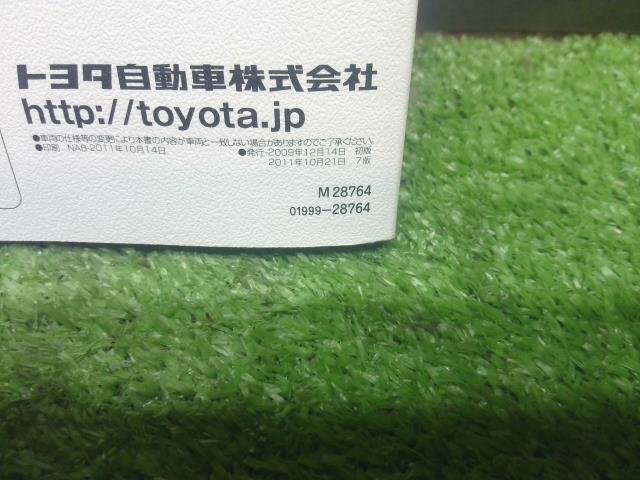 トヨタ自動車株式会社
http://toyota.jp
●車両の仕様等の変更により本書の内容が車両と一致しない場合がありますのでご了承ください。
●印刷 NAB-2011年10月14日 ●発行-2009年12月14日 初版
2011年10月21日 7版
M 28764
01999-28764